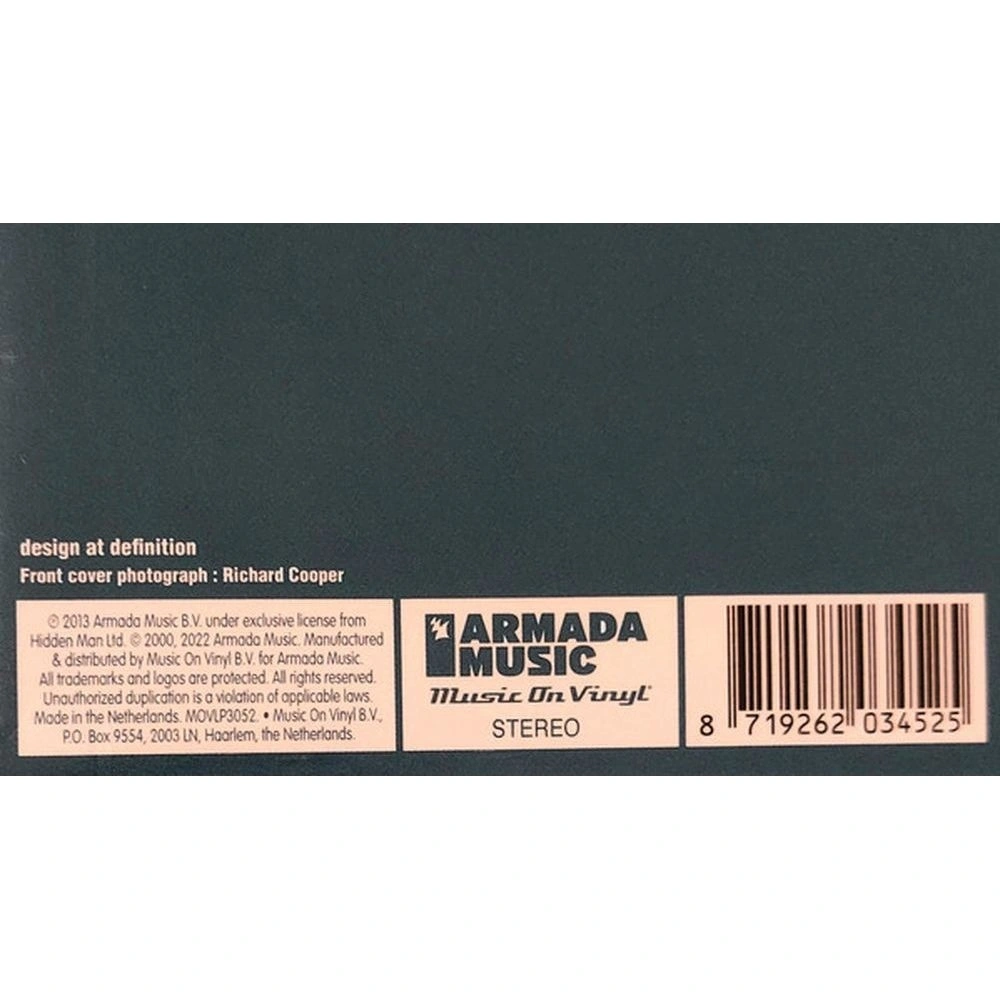 design at definition
Front cover photograph : Richard Cooper
℗ 2013 Armada Music B.V. under exclusive license from
Hidden Man Ltd. © 2000, 2022 Armada Music. Manufactured
& distributed by Music On Vinyl B.V. for Armada Music.
All trademarks and logos are protected. All rights reserved.
Unauthorized duplication is a violation of applicable laws.
Made in the Netherlands. MOVLP3052. • Music On Vinyl B.V.,
P.O. Box 9554, 2003 LN, Haarlem, the Netherlands.
ARMADA
MUSIC
Music On Vinyl
STEREO
8 719262 034525